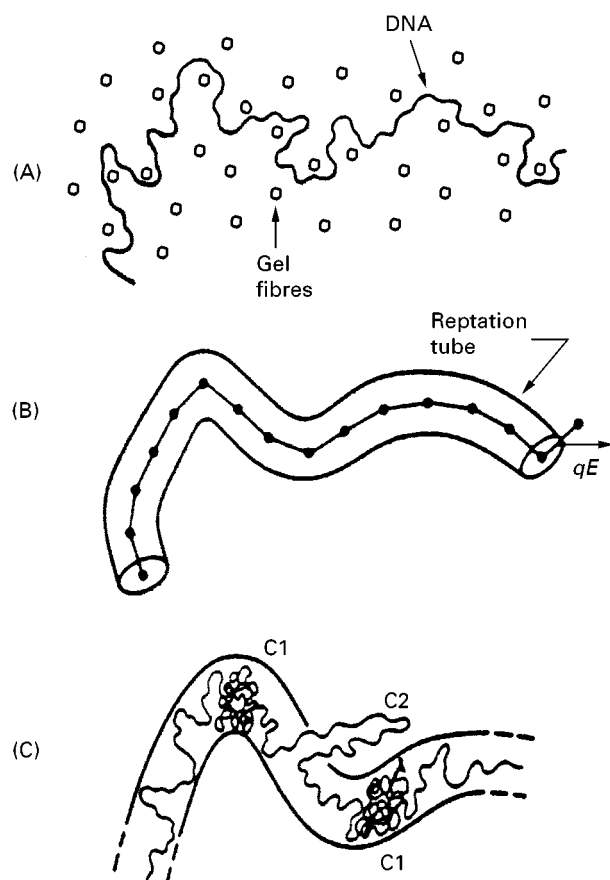 DNA
(A)
Gel
fibres
Reptation
tube
(B)
qE
C1
C2
(C)
C1